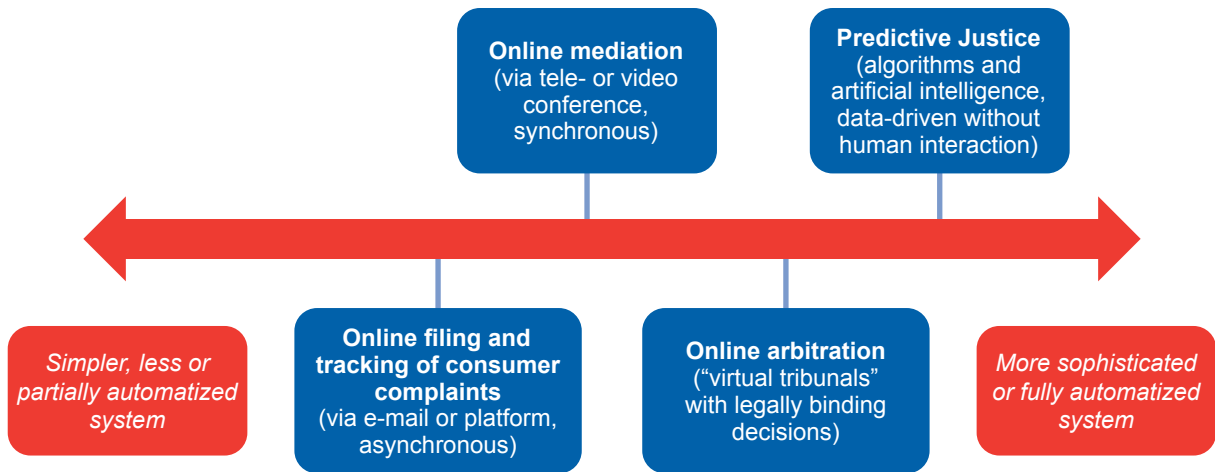 Online mediation
(via tele- or video
conference,
synchronous)
Predictive Justice
(algorithms and
artificial intelligence,
data-driven without
human interaction)
Simpler, less or
partially automatized
system
Online filing and
tracking of consumer
complaints
(via e-mail or platform,
asynchronous)
Online arbitration
(“virtual tribunals”
with legally binding
decisions)
More sophisticated
or fully automatized
system